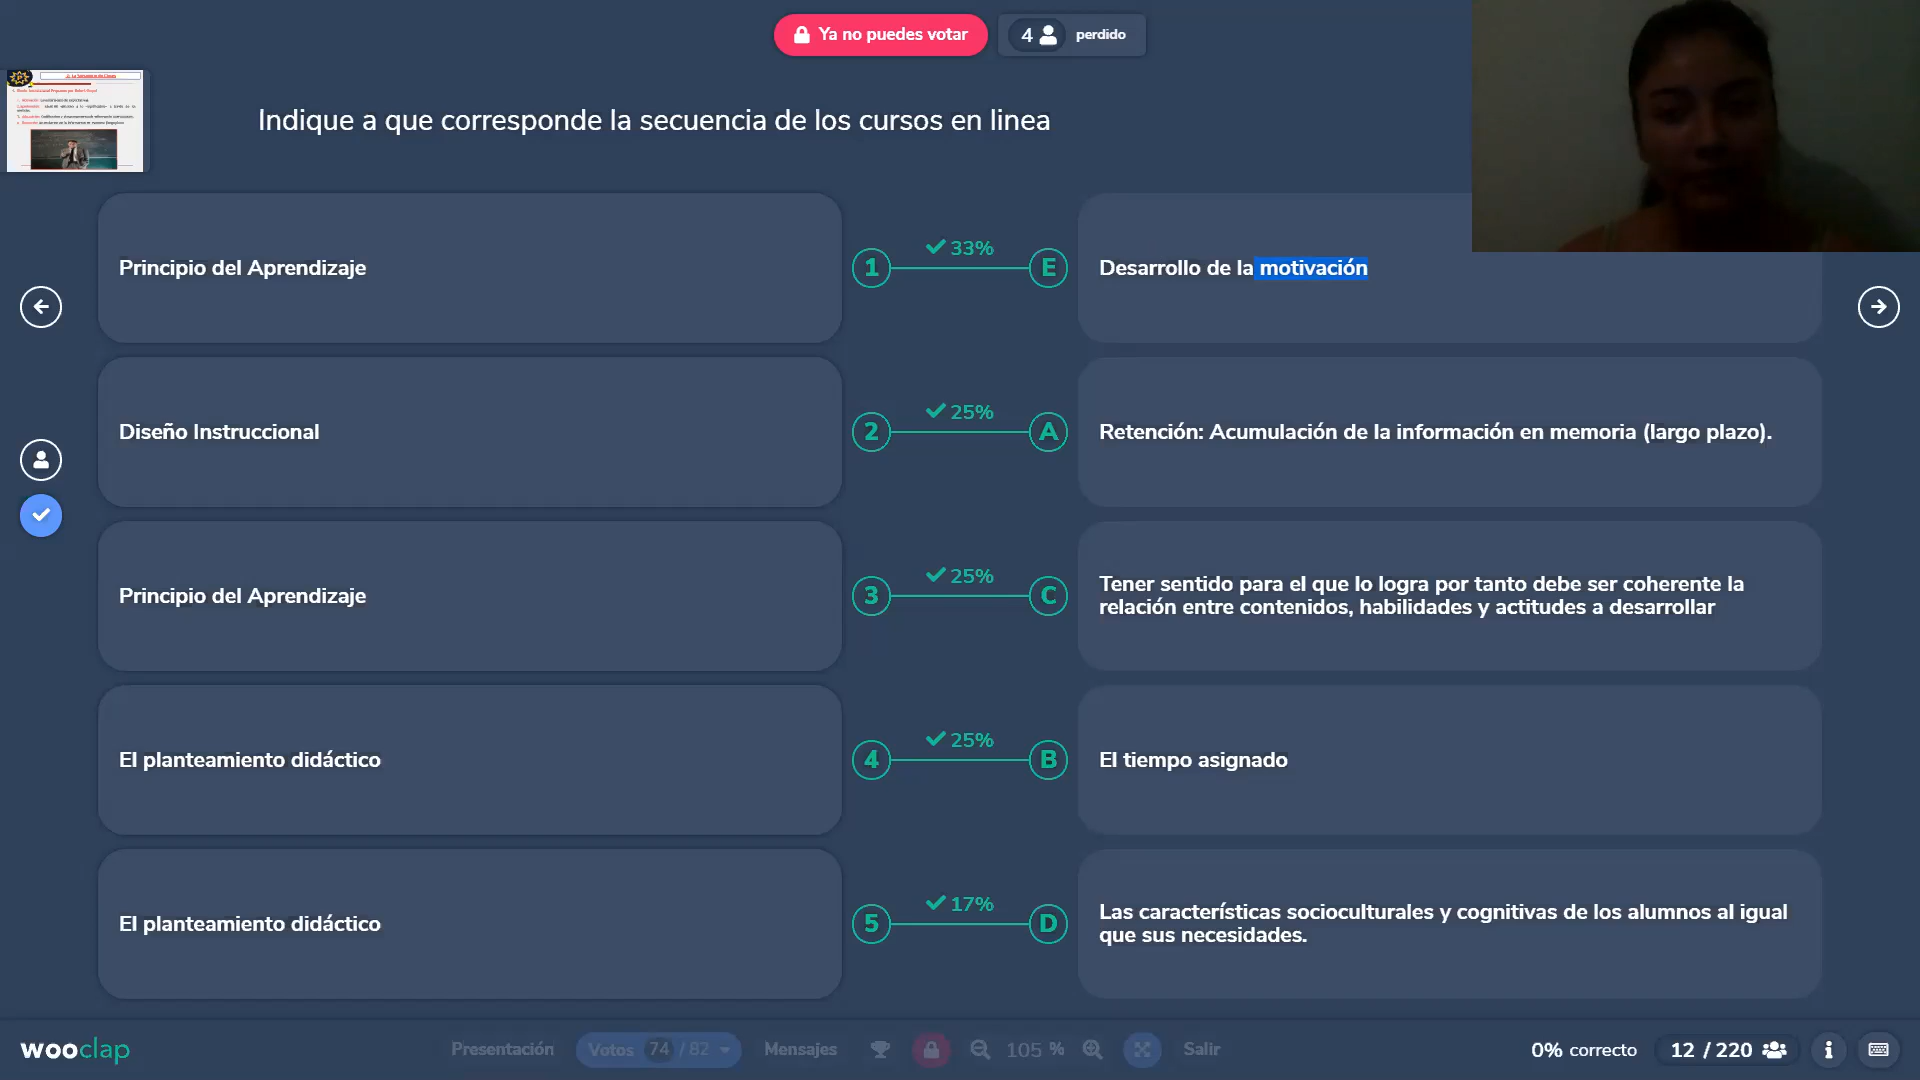 Ya no puedes votar
4 perdido
Indique a que corresponde la secuencia de los cursos en linea
Principio del Aprendizaje
1 33% E
Desarrollo de la motivación
Diseño Instruccional
2 25% A
Retención: Acumulación de la información en memoria (largo plazo).
Principio del Aprendizaje
3 25% C
Tener sentido para el que lo logra por tanto debe ser coherente la
relación entre contenidos, habilidades y actitudes a desarrollar
El planteamiento didáctico
4 25% B
El tiempo asignado
El planteamiento didáctico
5 17% D
Las características socioculturales y cognitivas de los alumnos al igual
que sus necesidades.
wooclap
Presentación
Votos 74 / 82
Mensajes
105 %
Salir
0% correcto
12 / 220